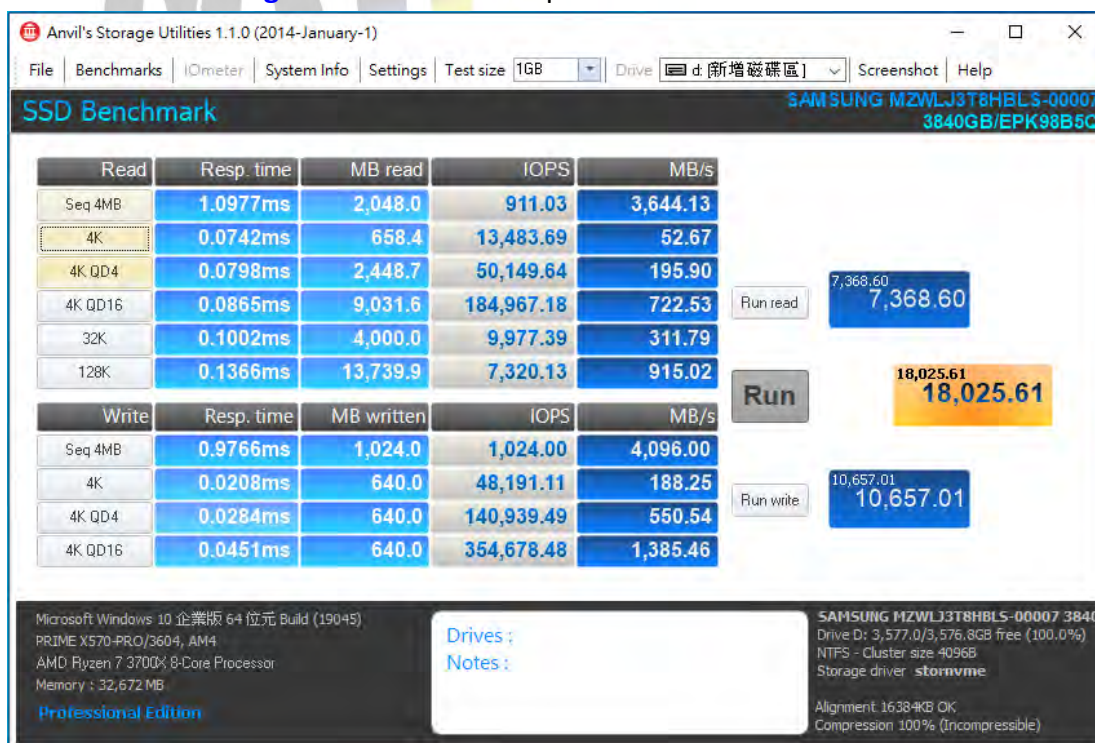 Anvil's Storage Utilities 1.1.0 (2014-January-1)
File Benchmarks IOmeter System Info Settings Test size 1GB Drive d: [新增磁碟區] Screenshot Help
SSD Benchmark
SAMSUNG MZWLJ3T8HBLS-00007
3840GB/EPK98B5Q
Read Resp. time MB read IOPS MB/s
Seq 4MB 1.0977ms 2,048.0 911.03 3,644.13
4K 0.0742ms 658.4 13,483.69 52.67
4K QD4 0.0798ms 2,448.7 50,149.64 195.90
4K QD16 0.0865ms 9,031.6 184,967.18 722.53
Run read
7,368.60
7,368.60
32K 0.1002ms 4,000.0 9,977.39 311.79
128K 0.1366ms 13,739.9 7,320.13 915.02
Run
18,025.61
18,025.61
Write Resp. time MB written IOPS MB/s
Seq 4MB 0.9766ms 1,024.0 1,024.00 4,096.00
4K 0.0208ms 640.0 48,191.11 188.25
Run write
10,657.01
10,657.01
4K QD4 0.0284ms 640.0 140,939.49 550.54
4K QD16 0.0451ms 640.0 354,678.48 1,385.46
Microsoft Windows 10 企業版 64 位元 Build (19045)
PRIME X570-PRO/3604, AM4
AMD Ryzen 7 3700X 8-Core Processor
Memory : 32,672 MB
Professional Edition
Drives :
Notes :
SAMSUNG MZWLJ3T8HBLS-00007 3840
Drive D: 3,577.0/3,576.8GB free (100.0%)
NTFS - Cluster size 4096B
Storage driver stornvme
Alignment 16384KB OK
Compression 100% (Incompressible)